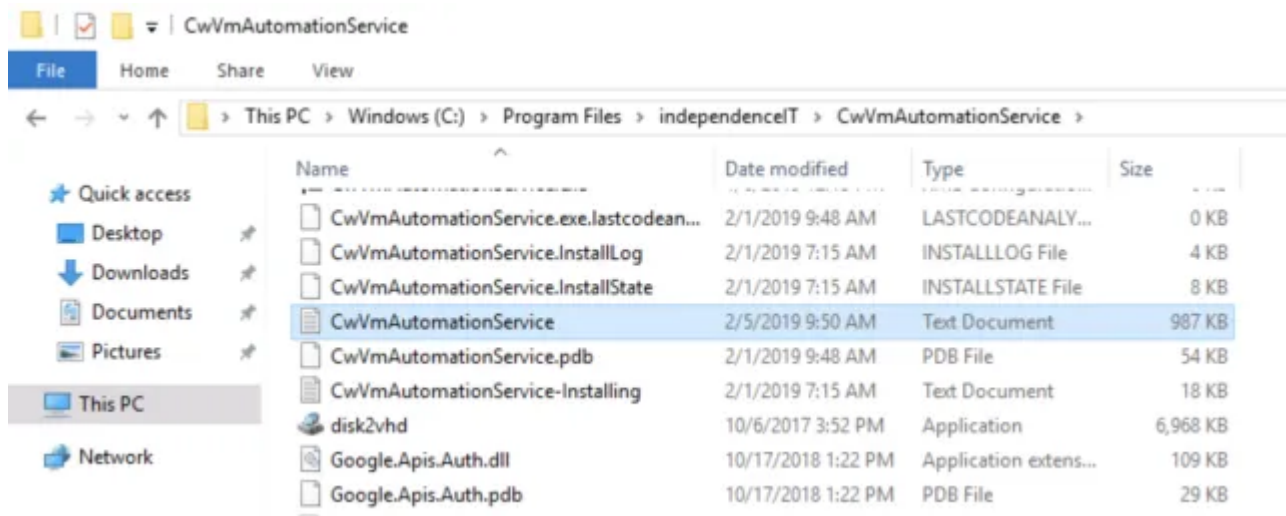 CwVmAutomationService
File Home Share View
This PC > Windows (C:) > Program Files > independenceIT > CwVmAutomationService >
Name Date modified Type Size
Quick access
Desktop
Downloads
Documents
Pictures
This PC
Network
CwVmAutomationService.exe.lastcodean... 2/1/2019 9:48 AM LASTCODEANALY... 0 KB
CwVmAutomationService.InstallLog 2/1/2019 7:15 AM INSTALLLOG File 4 KB
CwVmAutomationService.InstallState 2/1/2019 7:15 AM INSTALLSTATE File 8 KB
CwVmAutomationService 2/5/2019 9:50 AM Text Document 987 KB
CwVmAutomationService.pdb 2/1/2019 9:48 AM PDB File 54 KB
CwVmAutomationService-Installing 2/1/2019 7:15 AM Text Document 18 KB
disk2vhd 10/6/2017 3:52 PM Application 6,968 KB
Google.Apis.Auth.dll 10/17/2018 1:22 PM Application extens... 109 KB
Google.Apis.Auth.pdb 10/17/2018 1:22 PM PDB File 29 KB